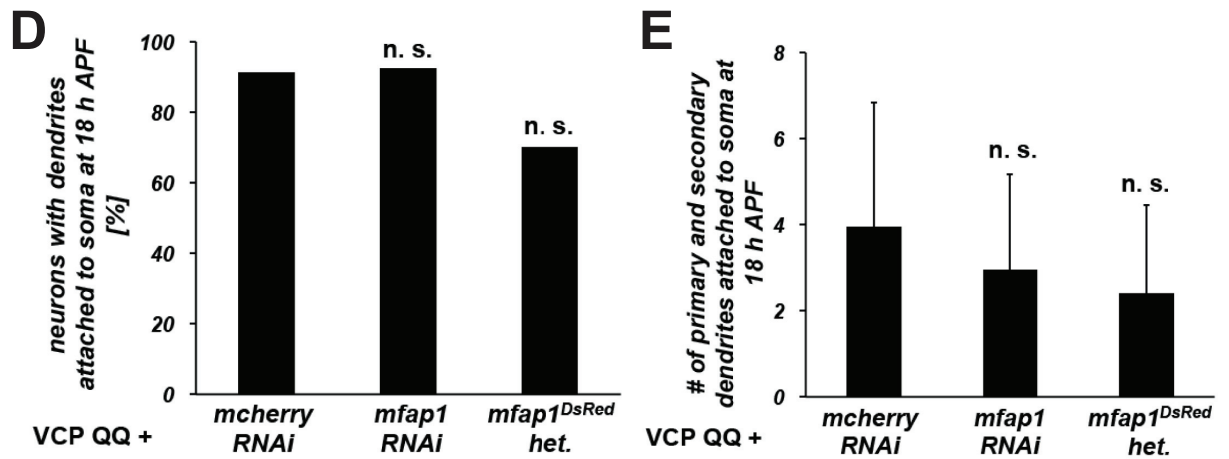 D
neurons with dendrites
attached to soma at 18 h APF
[%]
100
80
60
40
20
0
n. s.
n. s.
mcherry
RNAi
mfap1
RNAi
mfap1DsRed
het.
VCP QQ +
E
# of primary and secondary
dendrites attached to soma at
18 h APF
8
6
4
2
0
n. s.
n. s.
mcherry
RNAi
mfap1
RNAi
mfap1DsRed
het.
VCP QQ +